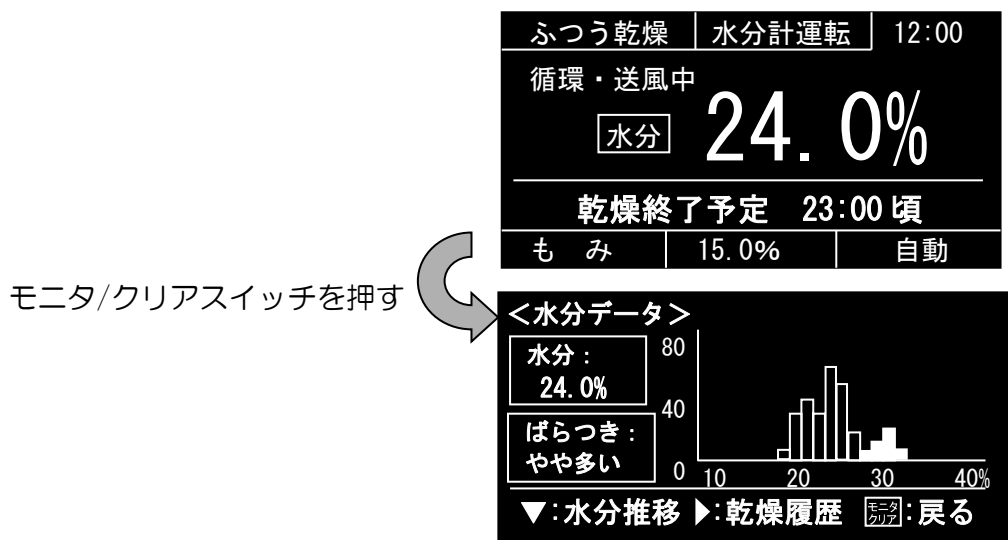 ふつう乾燥 水分計運転 12:00
循環・送風中
水分 24.0%
乾燥終了予定 23:00頃
もみ 15.0% 自動
モニタ/クリアスイッチを押す
<水分データ>
水分:
24.0%
ばらつき:
やや多い
80
40
0
10 20 30 40%
▼:水分推移 ▶:乾燥履歴 モニタクリア:戻る